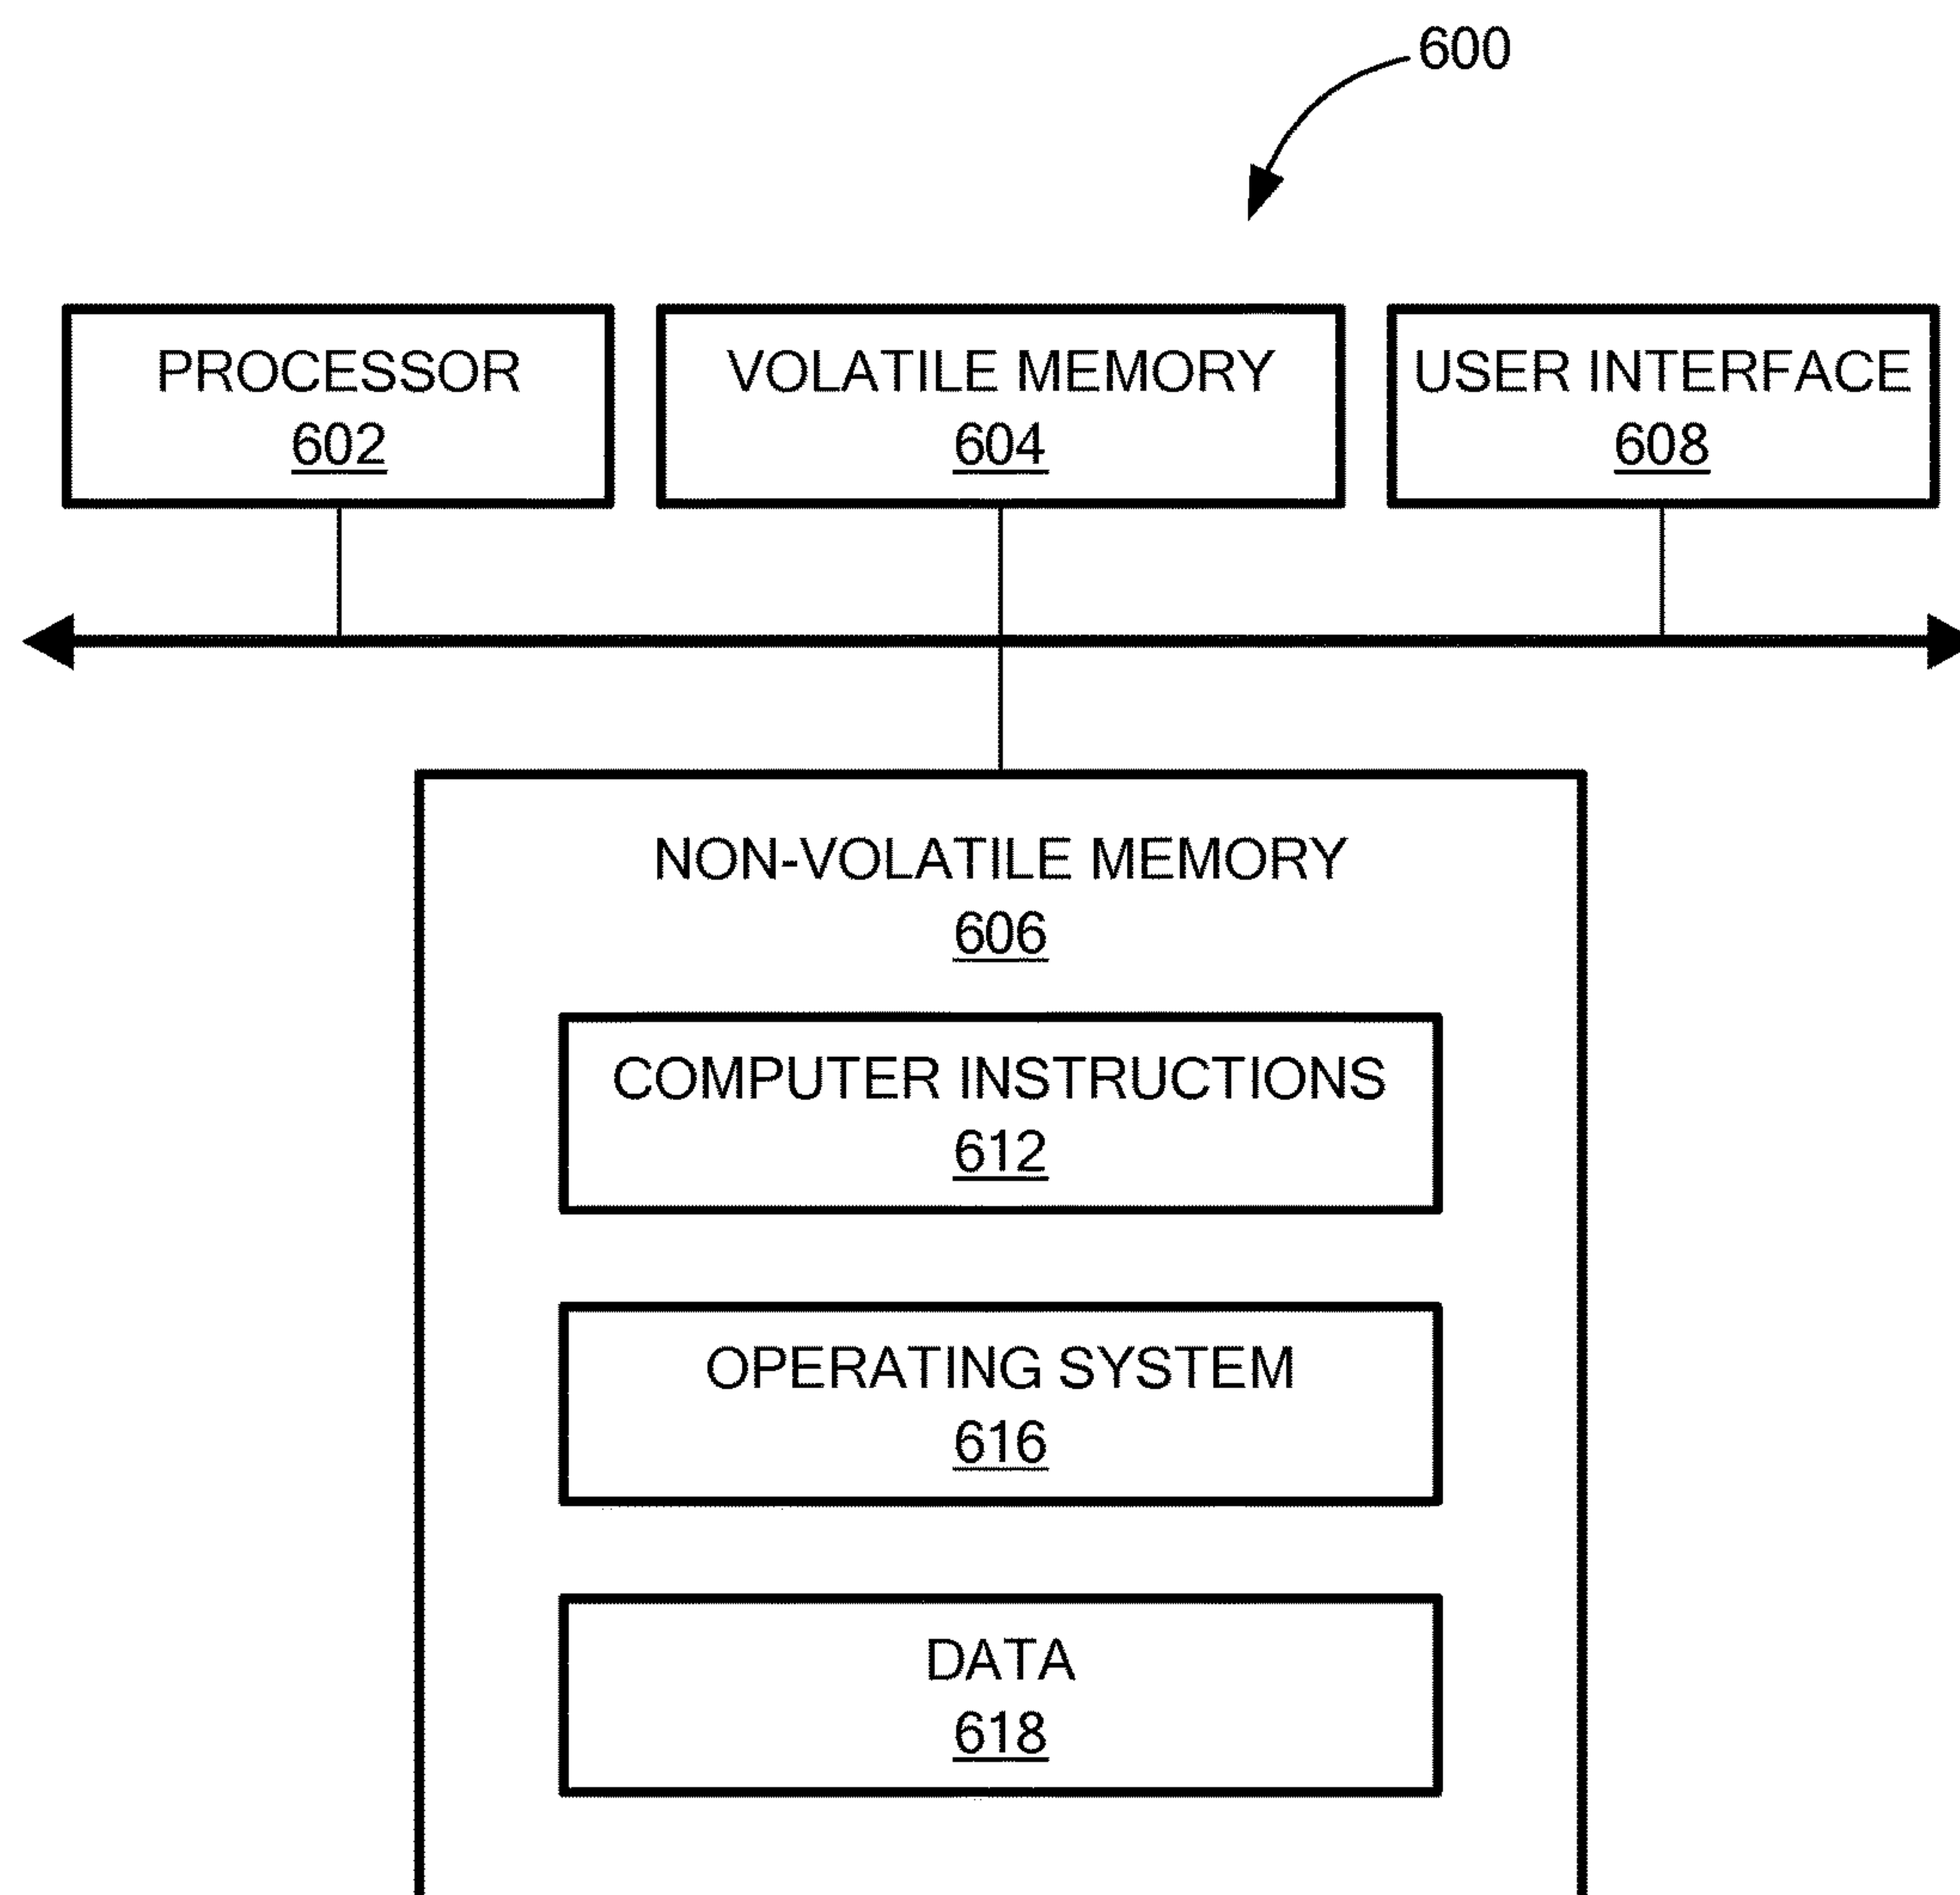 600
PROCESSOR
602
VOLATILE MEMORY
604
USER INTERFACE
608
NON-VOLATILE MEMORY
606
COMPUTER INSTRUCTIONS
612
OPERATING SYSTEM
616
DATA
618